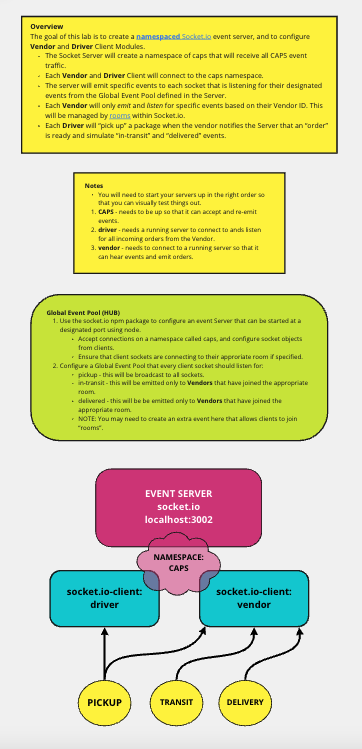 Overview
The goal of this lab is to create a namespaced Socket.io event server, and to configure
Vendor and Driver Client Modules.
- The Socket Server will create a namespace of caps that will receive all CAPS event
traffic.
- Each Vendor and Driver Client will connect to the caps namespace.
- The server will emit specific events to each socket that is listening for their designated
events from the Global Event Pool defined in the Server.
- Each Vendor will only emit and listen for specific events based on their Vendor ID. This
will be managed by rooms within Socket.io.
- Each Driver will "pick up" a package when the vendor notifies the Server that an "order"
is ready and simulate "in-transit" and "delivered" events.
Notes
• You will need to start your servers up in the right order so
that you can visually test things out.
1. CAPS - needs to be up so that it can accept and re-emit
events.
2. driver - needs a running server to connect to ands listen
for all incoming orders from the Vendor.
3. vendor - needs to connect to a running server so that it
can hear events and emit orders.
Global Event Pool (HUB)
1. Use the socket.io npm package to configure an event Server that can be started at a
designated port using node.
• Accept connections on a namespace called caps, and configure socket objects
from clients.
• Ensure that client sockets are connecting to their approriate room if specified.
2. Configure a Global Event Pool that every client socket should listen for:
• pickup - this will be broadcast to all sockets.
• in-transit - this will be emitted only to Vendors that have joined the appropriate
room.
• delivered - this will be be emitted only to Vendors that have joined the
appropriate room.
• NOTE: You may need to create an extra event here that allows clients to join
"rooms".
EVENT SERVER
socket.io
localhost:3002
NAMESPACE:
CAPS
socket.io-client:
driver
socket.io-client:
vendor
PICKUP
TRANSIT
DELIVERY